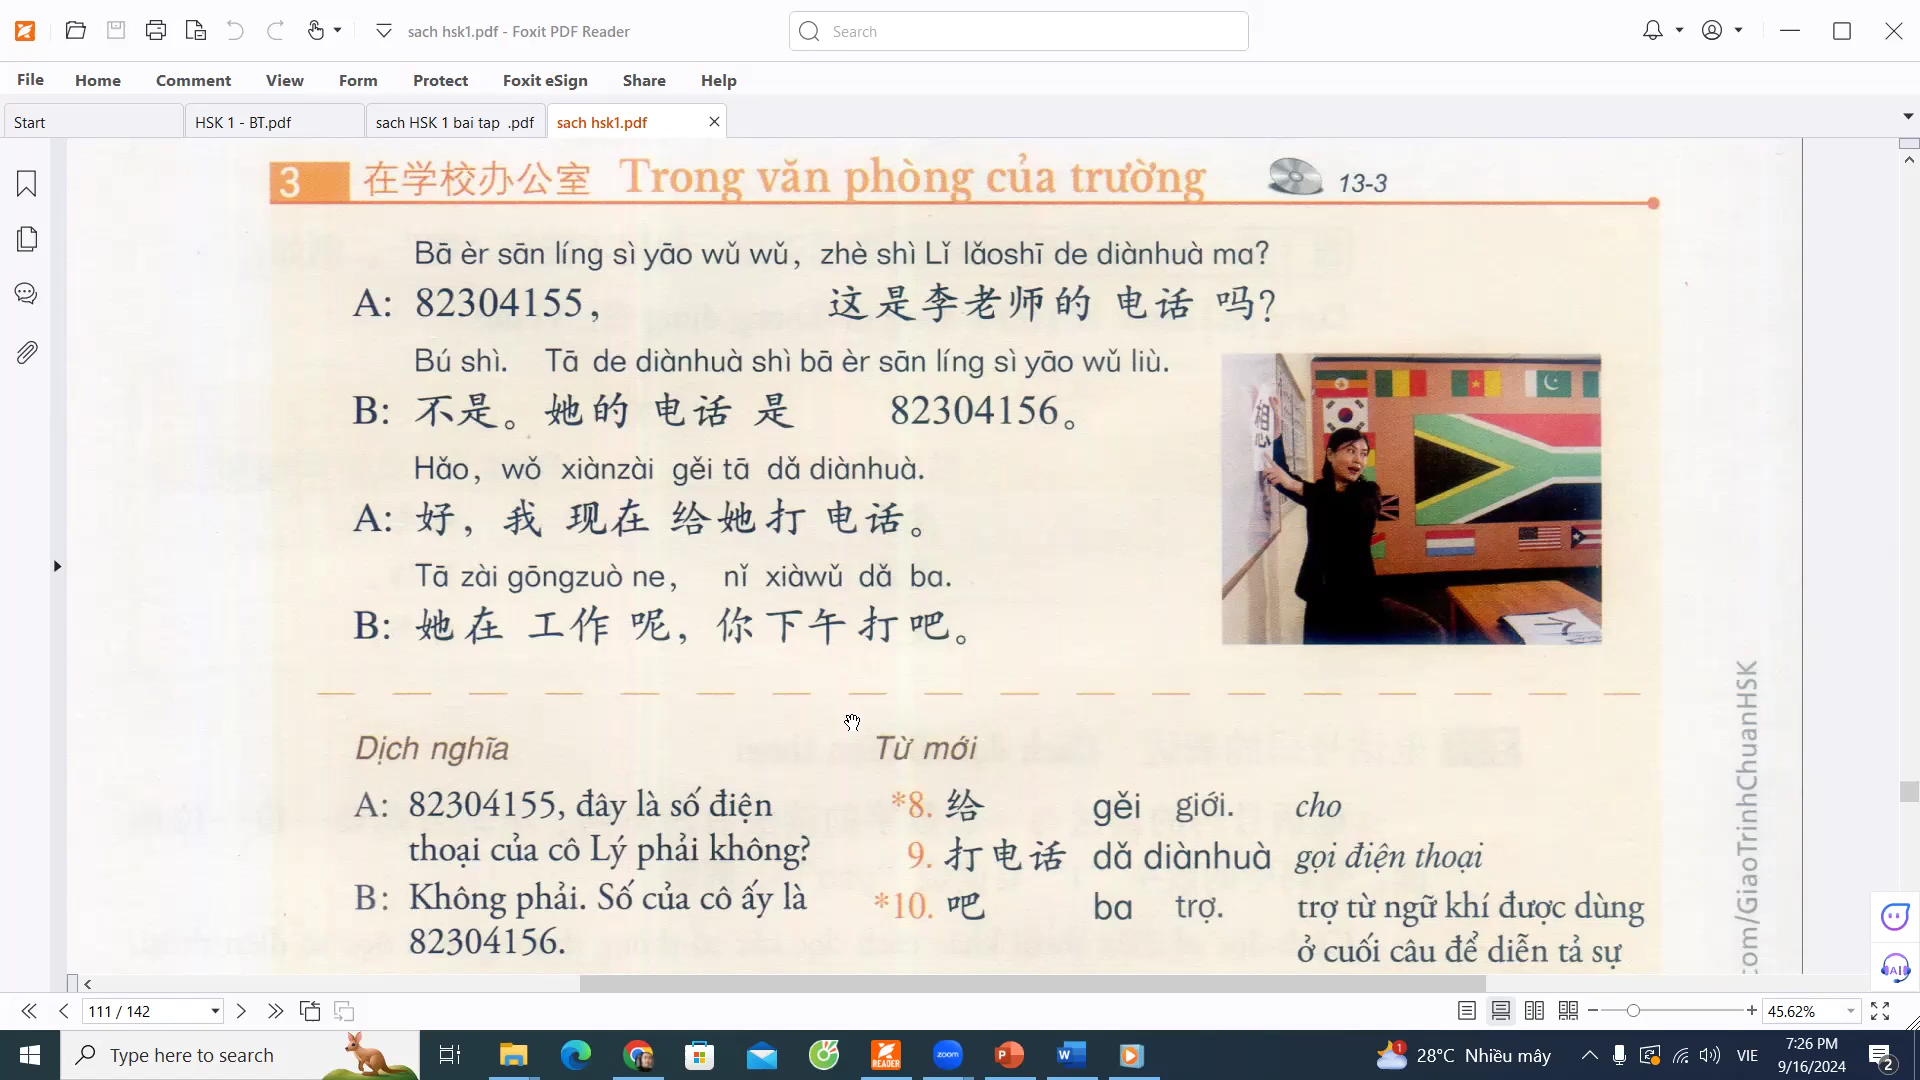 sach hsk1.pdf - Foxit PDF Reader
Search
File Home Comment View Form Protect Foxit eSign Share Help
Start HSK 1 - BT.pdf sach HSK 1 bai tap .pdf sach hsk1.pdf
3 在学校办公室 Trong văn phòng của trường 13-3
Bā èr sān líng sì yāo wǔ wǔ, zhè shì Lǐ lǎoshī de diànhuà ma?
A: 82304155, 这是李老师的 电话 吗?
Bú shì. Tā de diànhuà shì bā èr sān líng sì yāo wǔ liù.
B: 不是。她的 电话 是 82304156。
Hǎo, wǒ xiànzài gěi tā dǎ diànhuà.
A: 好, 我 现在 给她打 电话。
Tā zài gōngzuò ne, nǐ xiàwǔ dǎ ba.
B: 她在 工作 呢, 你下午打吧。
Dịch nghĩa
A: 82304155, đây là số điện
thoại của cô Lý phải không?
B: Không phải. Số của cô ấy là
82304156.
Từ mới
*8. 给 gěi giới. cho
9. 打电话 dǎ diànhuà gọi điện thoại
*10. 吧 ba trợ. trợ từ ngữ khí được dùng
ở cuối câu để diễn tả sự
com/GiaoTrinhChuanHSK
相
心
AI
111 / 142
45.62%
Type here to search
READER
zoom
1
28°C Nhiều mây
VIE
7:26 PM
9/16/2024
2